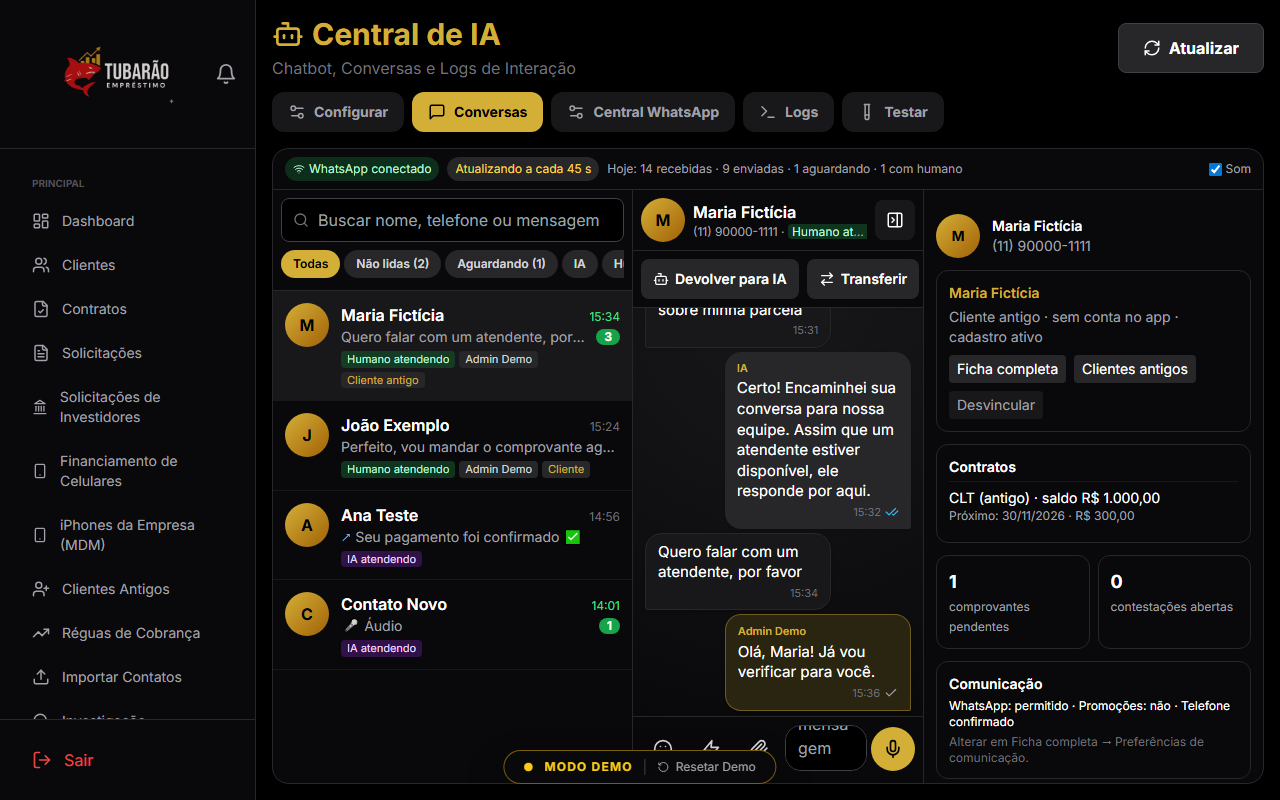 TUBARÃO
EMPRÉSTIMO
PRINCIPAL
Dashboard
Clientes
Contratos
Solicitações
Solicitações de
Investidores
Financiamento de
Celulares
iPhones da Empresa
(MDM)
Clientes Antigos
Réguas de Cobrança
Importar Contatos
Sair
Central de IA
Chatbot, Conversas e Logs de Interação
Atualizar
Configurar
Conversas
Central WhatsApp
Logs
Testar
WhatsApp conectado
Atualizando a cada 45 s
Hoje: 14 recebidas · 9 enviadas · 1 aguardando · 1 com humano
Som
Buscar nome, telefone ou mensagem
Todas
Não lidas (2)
Aguardando (1)
IA
Maria Fictícia
15:34
Quero falar com um atendente, por...
3
Humano atendendo
Admin Demo
Cliente antigo
João Exemplo
15:24
Perfeito, vou mandar o comprovante ag...
Humano atendendo
Admin Demo
Cliente
Ana Teste
14:56
↗ Seu pagamento foi confirmado ✅
IA atendendo
Contato Novo
14:01
🎤 Áudio
1
IA atendendo
Maria Fictícia
(11) 90000-1111 · Humano at...
Devolver para IA
Transferir
sobre minha parcela
15:31
IA
Certo! Encaminhei sua
conversa para nossa
equipe. Assim que um
atendente estiver
disponível, ele
responde por aqui.
15:32
Quero falar com um
atendente, por favor
15:34
Admin Demo
Olá, Maria! Já vou
verificar para você.
15:36
mensa
gem
MODO DEMO
Resetar Demo
M
Maria Fictícia
(11) 90000-1111
Maria Fictícia
Cliente antigo · sem conta no app ·
cadastro ativo
Ficha completa
Clientes antigos
Desvincular
Contratos
CLT (antigo) · saldo R$ 1.000,00
Próximo: 30/11/2026 · R$ 300,00
1
comprovantes
pendentes
0
contestações abertas
Comunicação
WhatsApp: permitido · Promoções: não · Telefone
confirmado
Alterar em Ficha completa → Preferências de
comunicação.